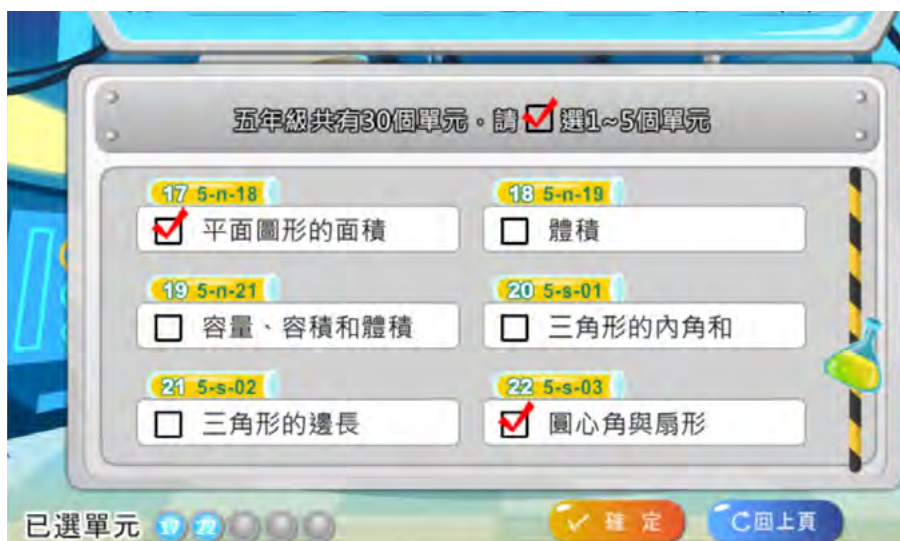 五年級共有30個單元。請選1~5個單元
17 5-n-18
平面圖形的面積
18 5-n-19
體積
19 5-n-21
容量、容積和體積
20 5-s-01
三角形的內角和
21 5-s-02
三角形的邊長
22 5-s-03
圓心角與扇形
已選單元 17 22
確定
回上頁